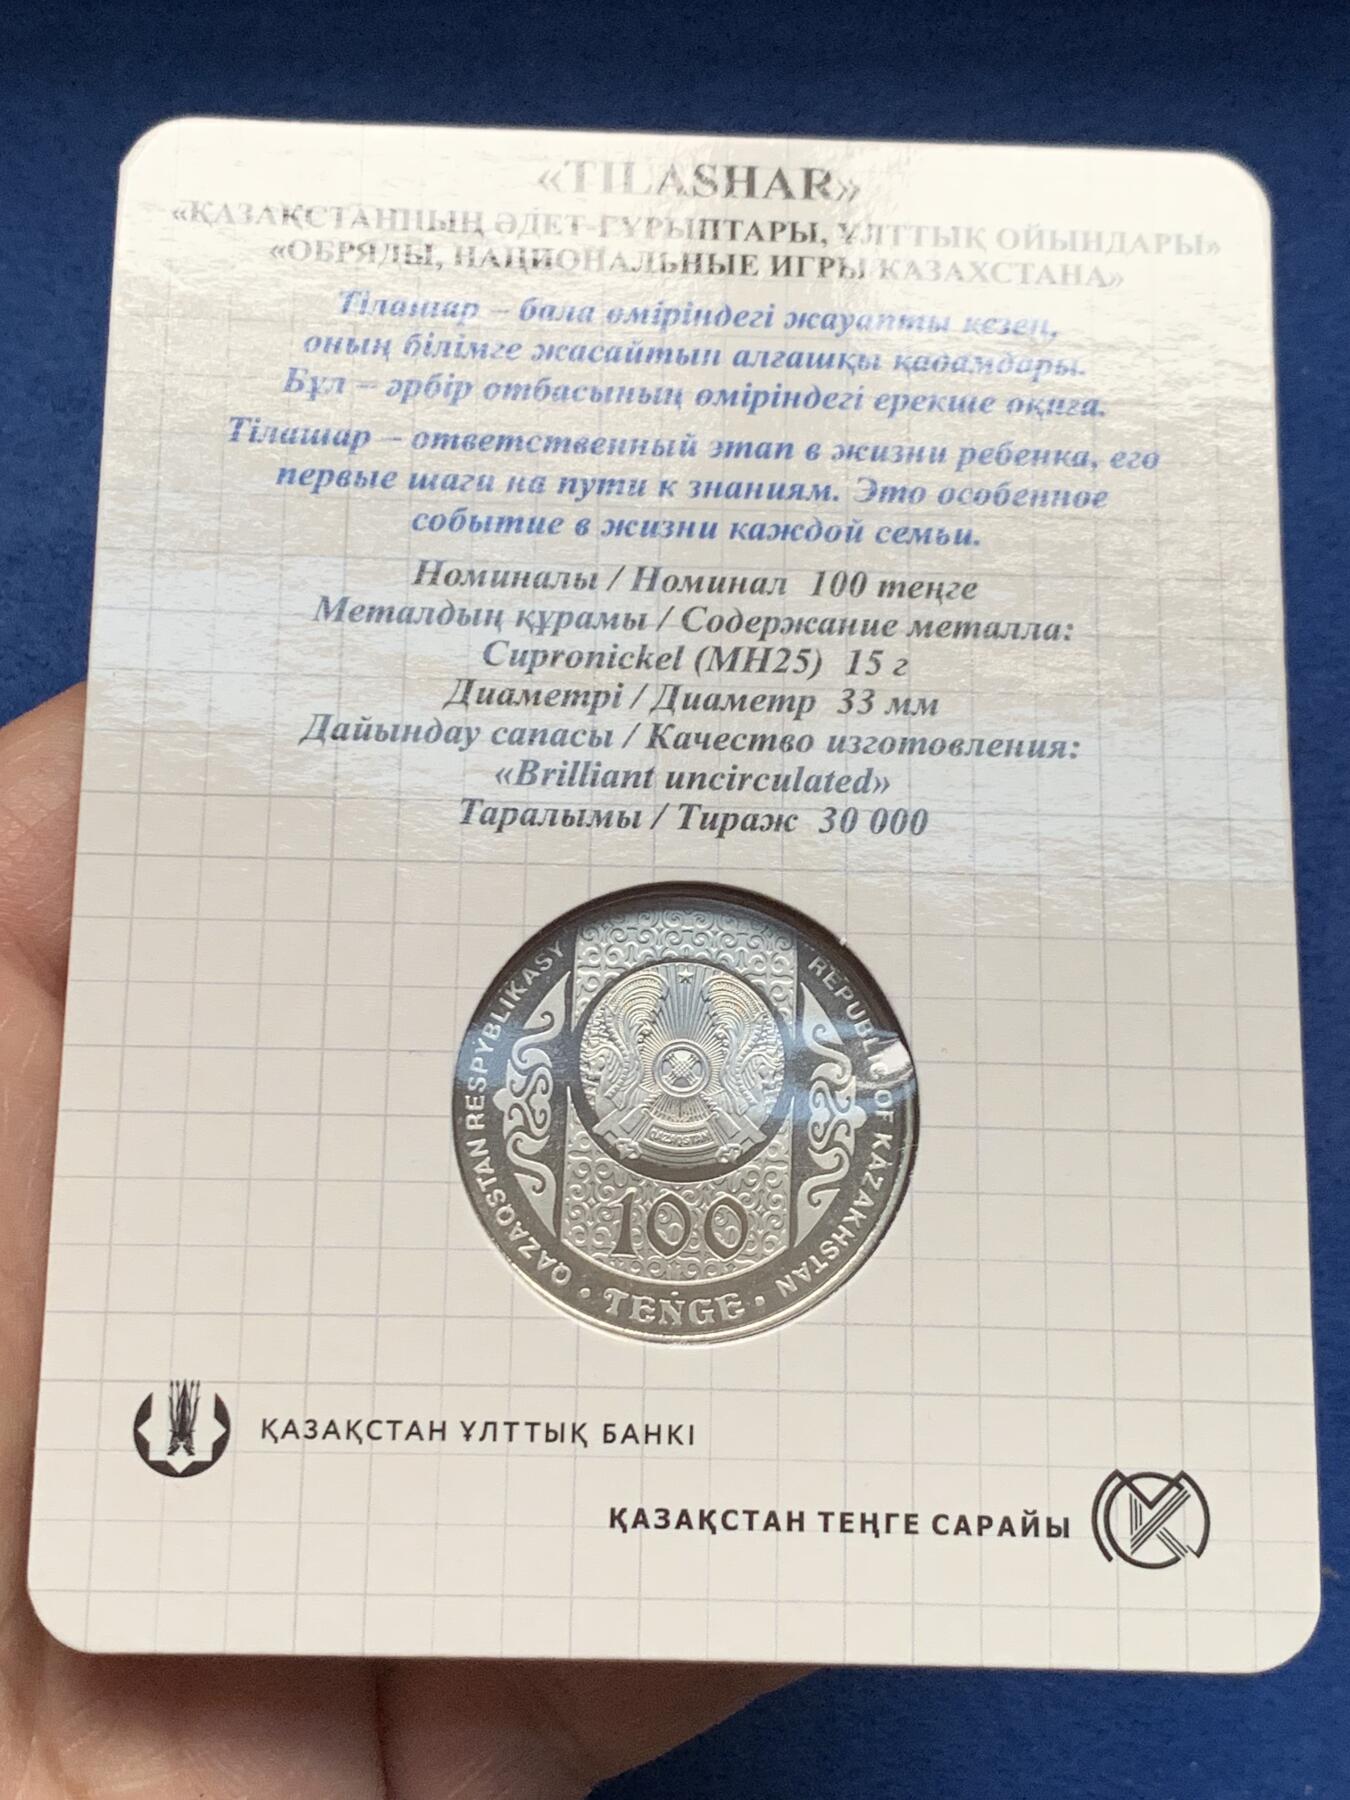 «TILASHAR»
«ҚАЗАҚСТАННЫҢ ӘДЕТ-ҒҰРЫПТАРЫ, ҰЛТТЫҚ ОЙЫНДАРЫ»
«ОБРЯДЫ, НАЦИОНАЛЬНЫЕ ИГРЫ КАЗАХСТАНА»
Тілашар – бала өміріндегі жауапты кезең,
оның білімге жасайтын алғашқы қадамдары.
Бұл – әрбір отбасының өміріндегі ерекше оқиға.
Тілашар – ответственный этап в жизни ребенка, его
первые шаги на пути к знаниям. Это особенное
событие в жизни каждой семьи.
Номиналы / Номинал 100 теңге
Металдың құрамы / Содержание металла:
Cupronickel (МН25) 15 г
Диаметрі / Диаметр 33 мм
Дайындау сапасы / Качество изготовления:
«Brilliant uncirculated»
Таралымы / Тираж 30 000
QAZAQSTAN RESPYBLIKASY
REPUBLIC OF KAZAKHSTAN
QAZAQSTAN
100
• TEŃGE •
ҚАЗАҚСТАН ҰЛТТЫҚ БАНКІ
ҚАЗАҚСТАН ТЕҢГЕ САРАЙЫ